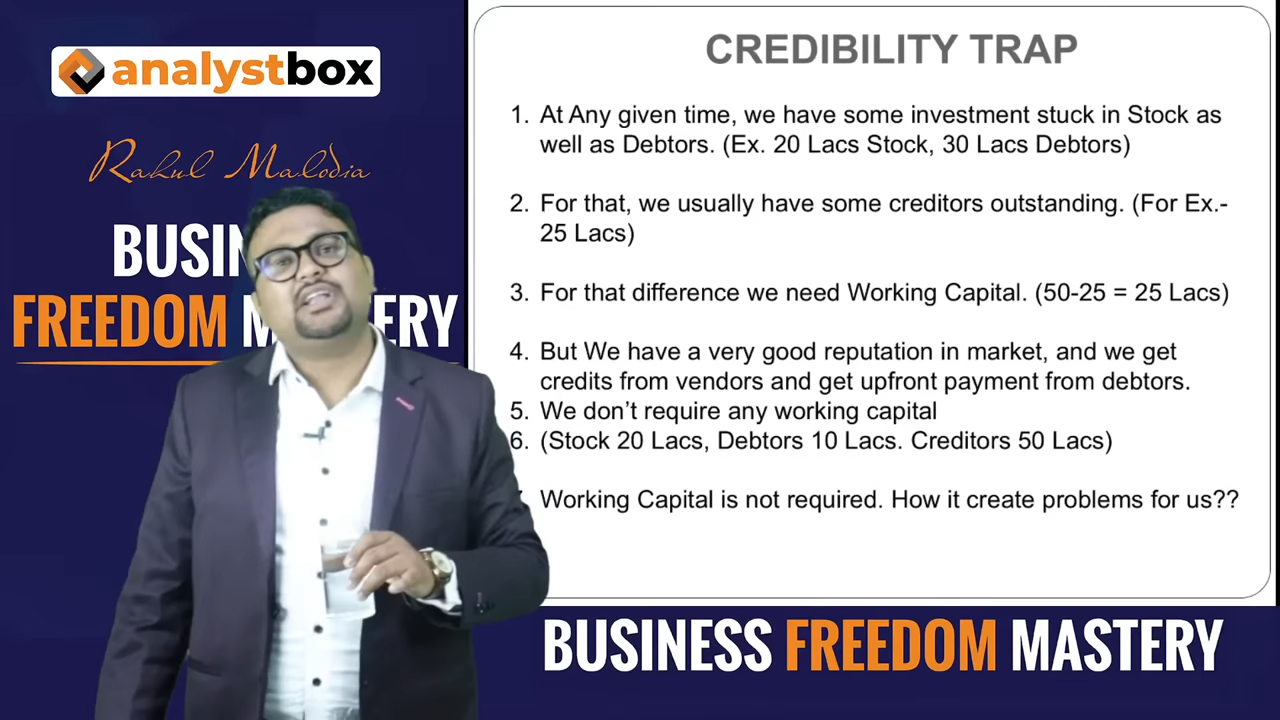 analystbox
Rahul Malodia
BUSIN
FREEDOM M ERY
CREDIBILITY TRAP
1. At Any given time, we have some investment stuck in Stock as
well as Debtors. (Ex. 20 Lacs Stock, 30 Lacs Debtors)
2. For that, we usually have some creditors outstanding. (For Ex.-
25 Lacs)
3. For that difference we need Working Capital. (50-25 = 25 Lacs)
4. But We have a very good reputation in market, and we get
credits from vendors and get upfront payment from debtors.
5. We don’t require any working capital
6. (Stock 20 Lacs, Debtors 10 Lacs. Creditors 50 Lacs)
Working Capital is not required. How it create problems for us??
BUSINESS FREEDOM MASTERY